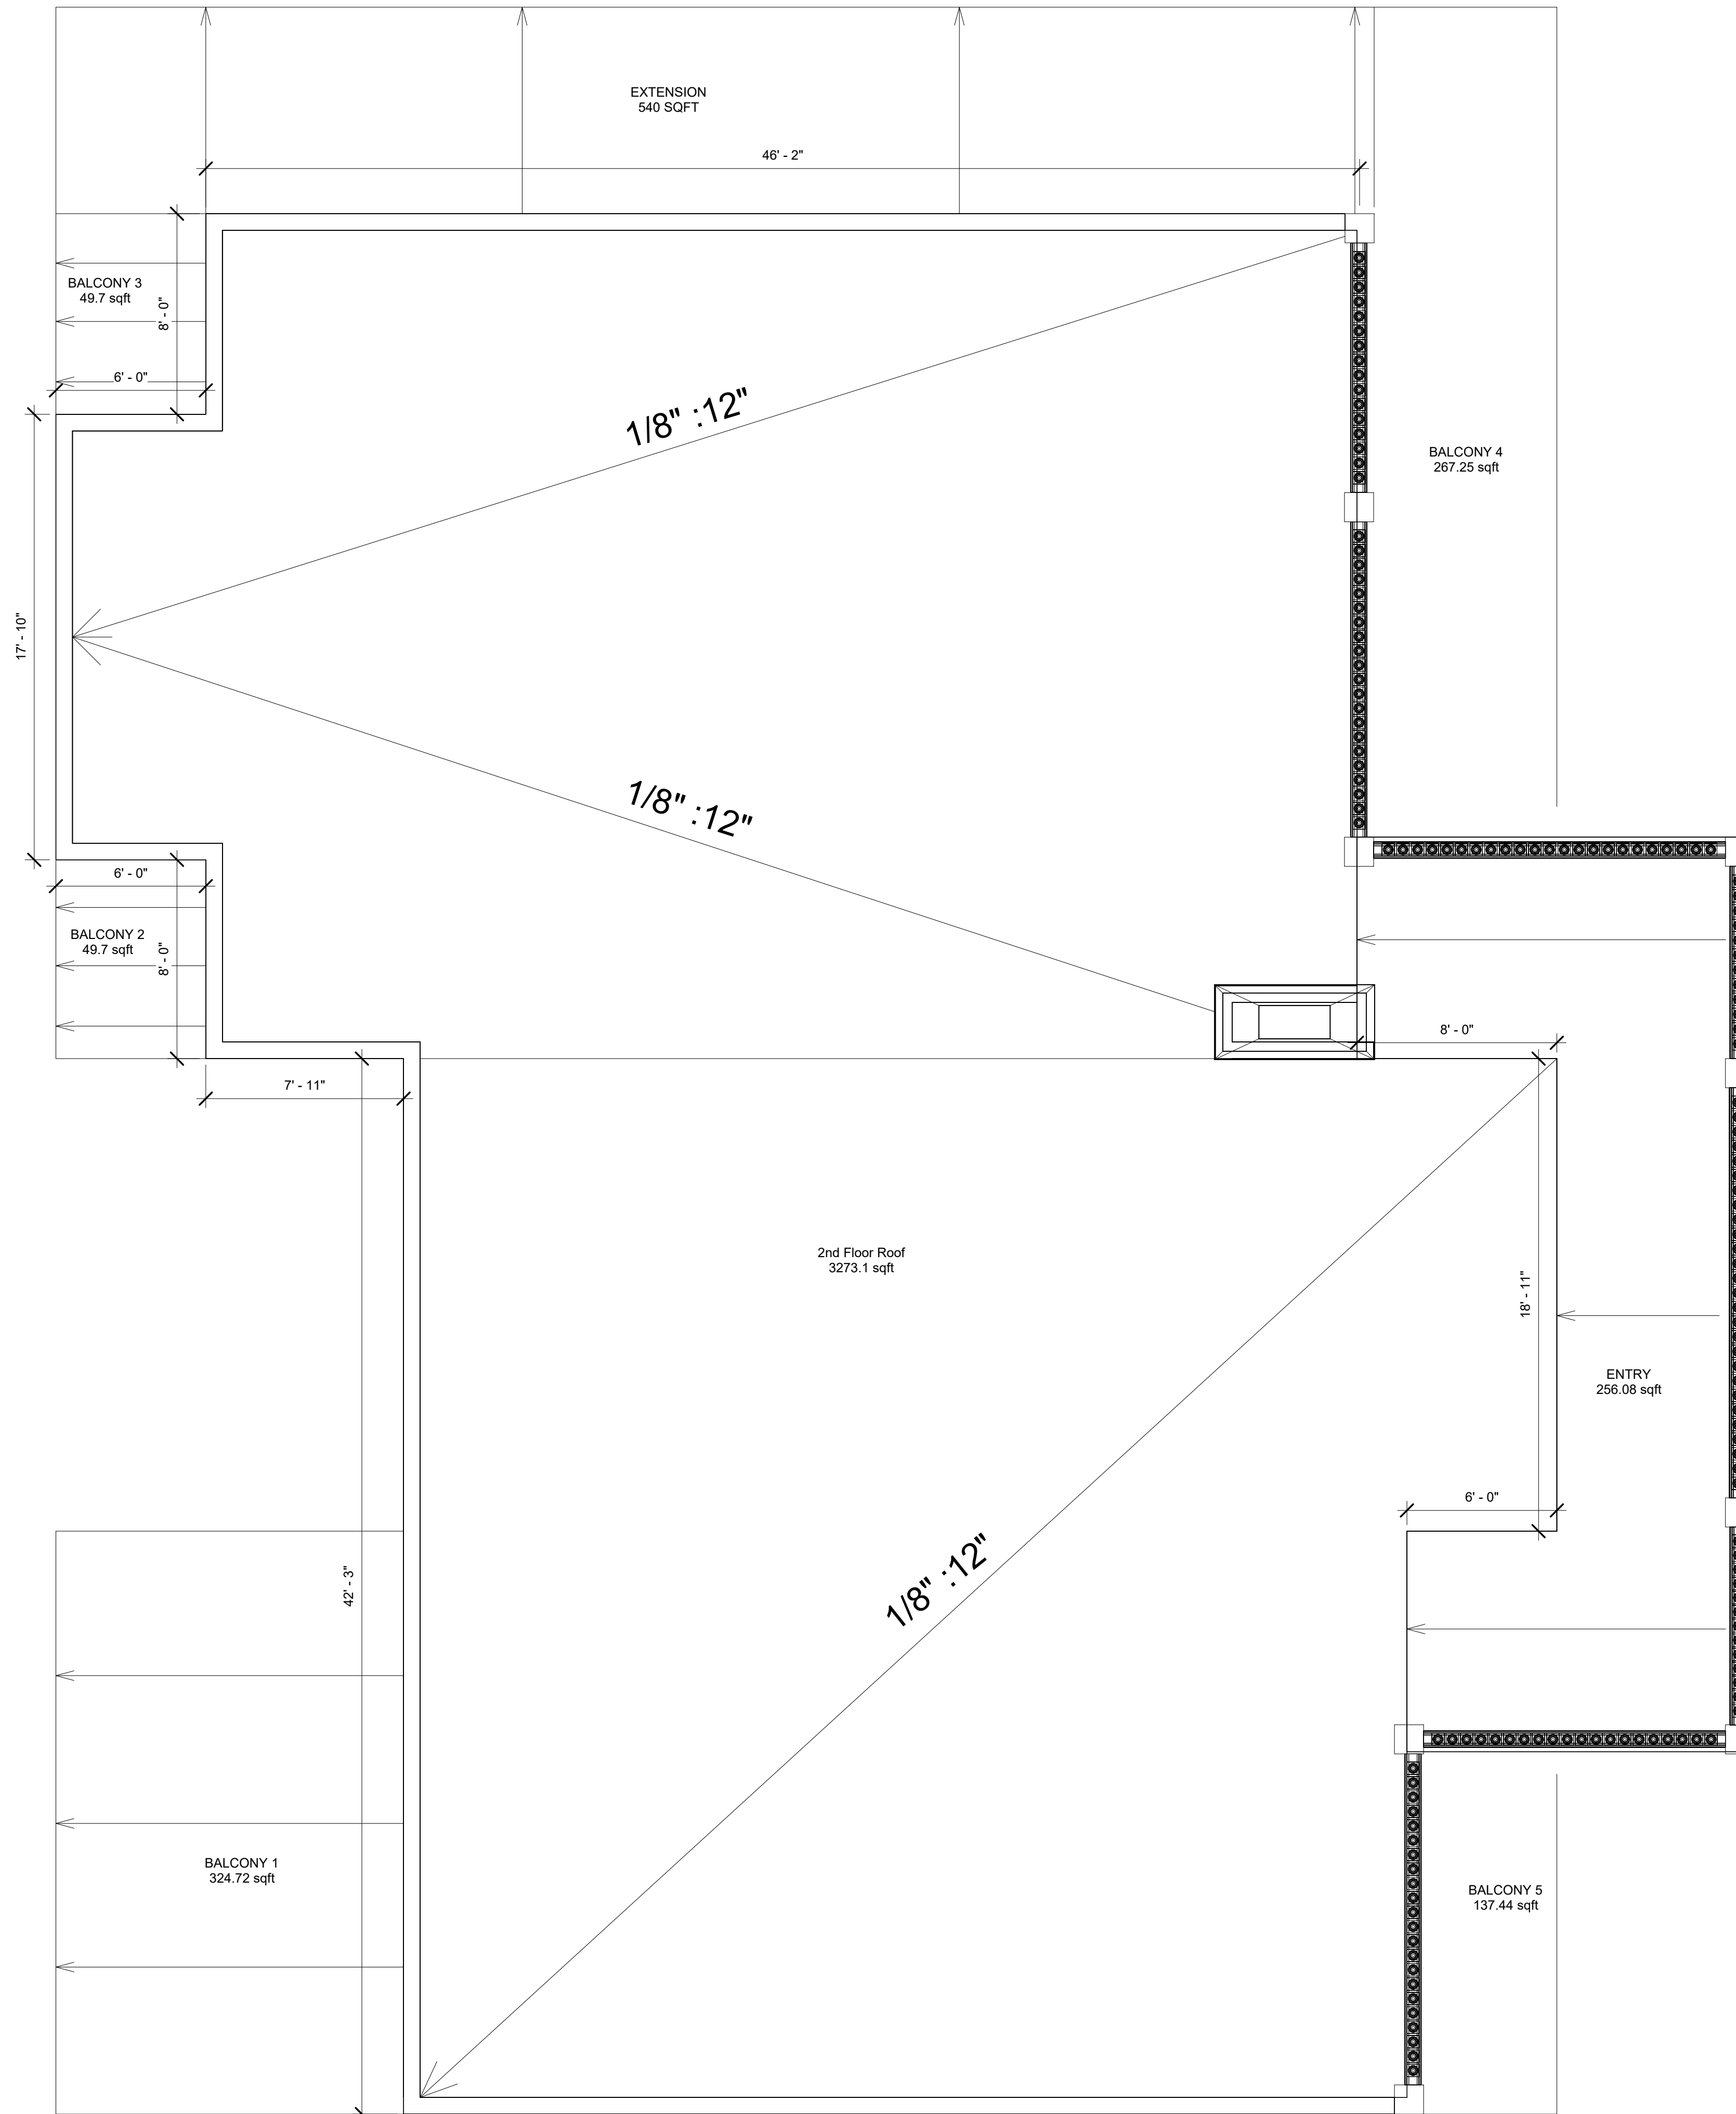 EXTENSION
540 SQFT
46' - 2"
BALCONY 3
49.7 sqft
8' - 0"
6' - 0"
1/8" :12"
BALCONY 4
267.25 sqft
17' - 10"
1/8" :12"
6' - 0"
BALCONY 2
49.7 sqft
8' - 0"
8' - 0"
7' - 11"
2nd Floor Roof
3273.1 sqft
18' - 11"
ENTRY
256.08 sqft
6' - 0"
1/8" :12"
42' - 3"
BALCONY 1
324.72 sqft
BALCONY 5
137.44 sqft